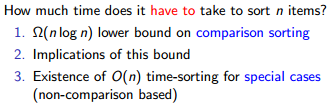 How much time does it have to take to sort n items?
1. Ω(n log n) lower bound on comparison sorting
2. Implications of this bound
3. Existence of O(n) time-sorting for special cases
(non-comparison based)